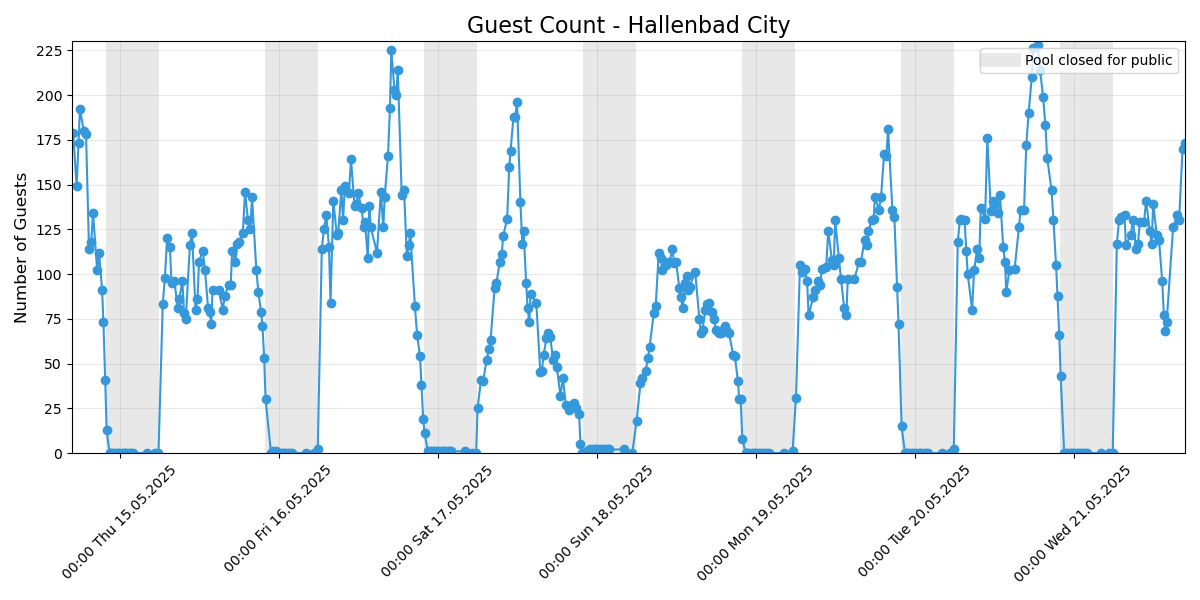 Guest Count - Hallenbad City
Number of Guests
225
200
175
150
125
100
75
50
25
0
Pool closed for public
00:00 Thu 15.05.2025
00:00 Fri 16.05.2025
00:00 Sat 17.05.2025
00:00 Sun 18.05.2025
00:00 Mon 19.05.2025
00:00 Tue 20.05.2025
00:00 Wed 21.05.2025